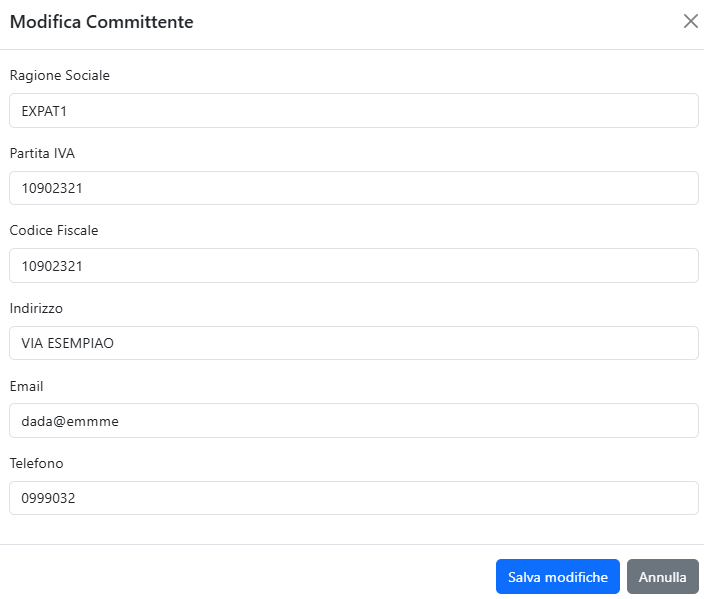 Modifica Committente
Ragione Sociale
EXPAT1
Partita IVA
10902321
Codice Fiscale
10902321
Indirizzo
VIA ESEMPIAO
Email
dada@emmme
Telefono
0999032
Salva modifiche
Annulla